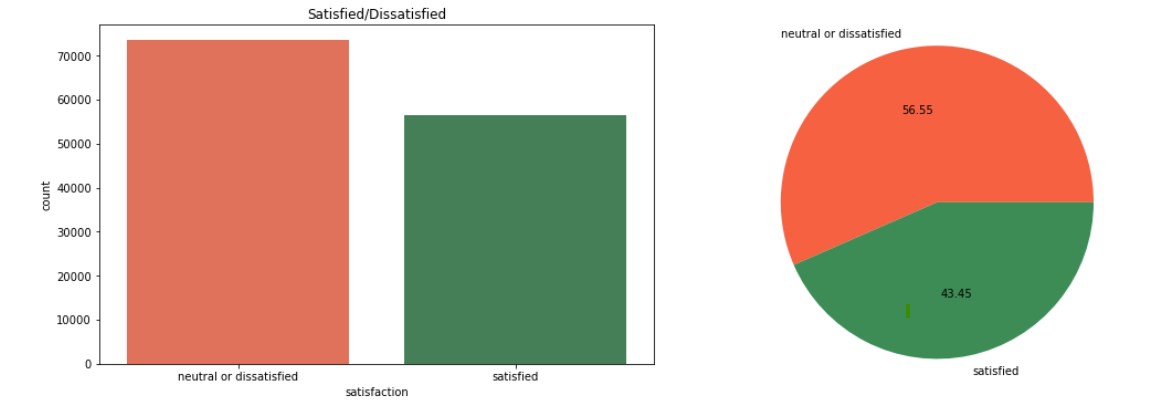 Satisfied/Dissatisfied
70000
60000
50000
40000
30000
20000
10000
0
count
neutral or dissatisfied
satisfied
satisfaction
neutral or dissatisfied
56.55
43.45
satisfied